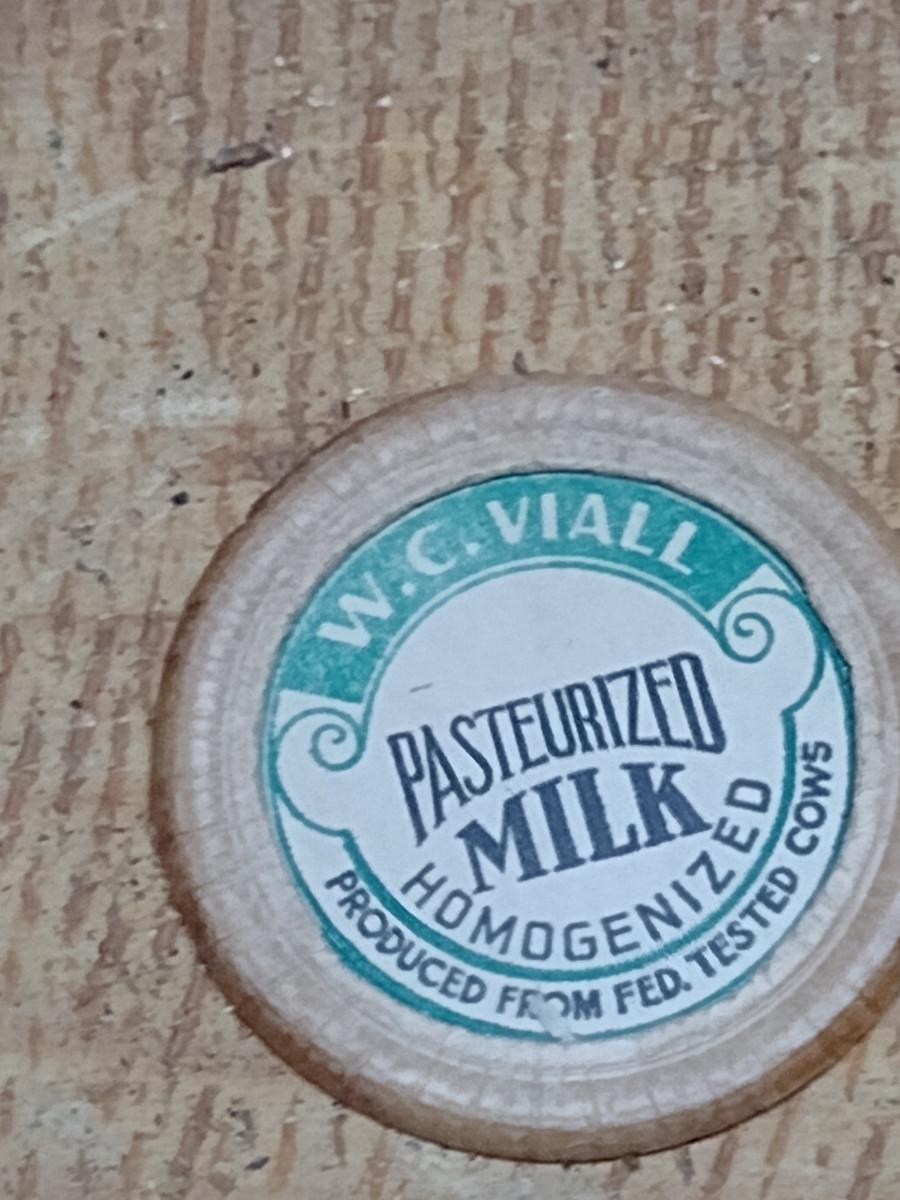 W.C.VIALL
PASTEURIZED
MILK
HOMOGENIZED
PRODUCED FROM FED. TESTED COWS